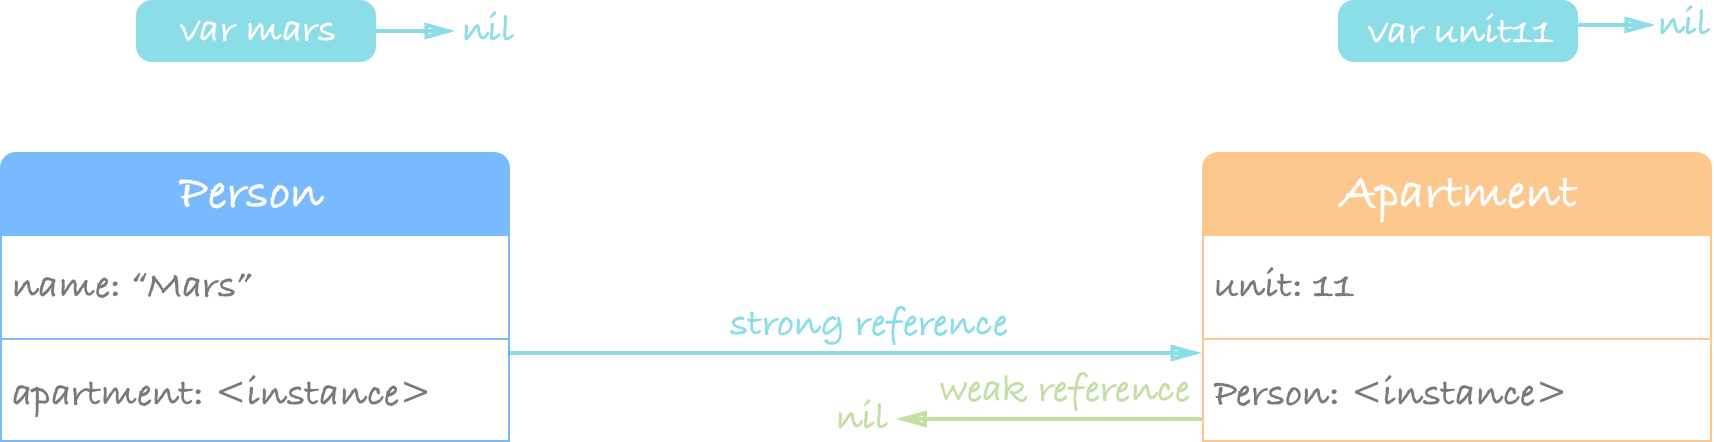 var mars
nil
var unit11
nil
Person
Apartment
name: “Mars”
unit: 11
strong reference
apartment: <instance>
weak reference
nil
Person: <instance>